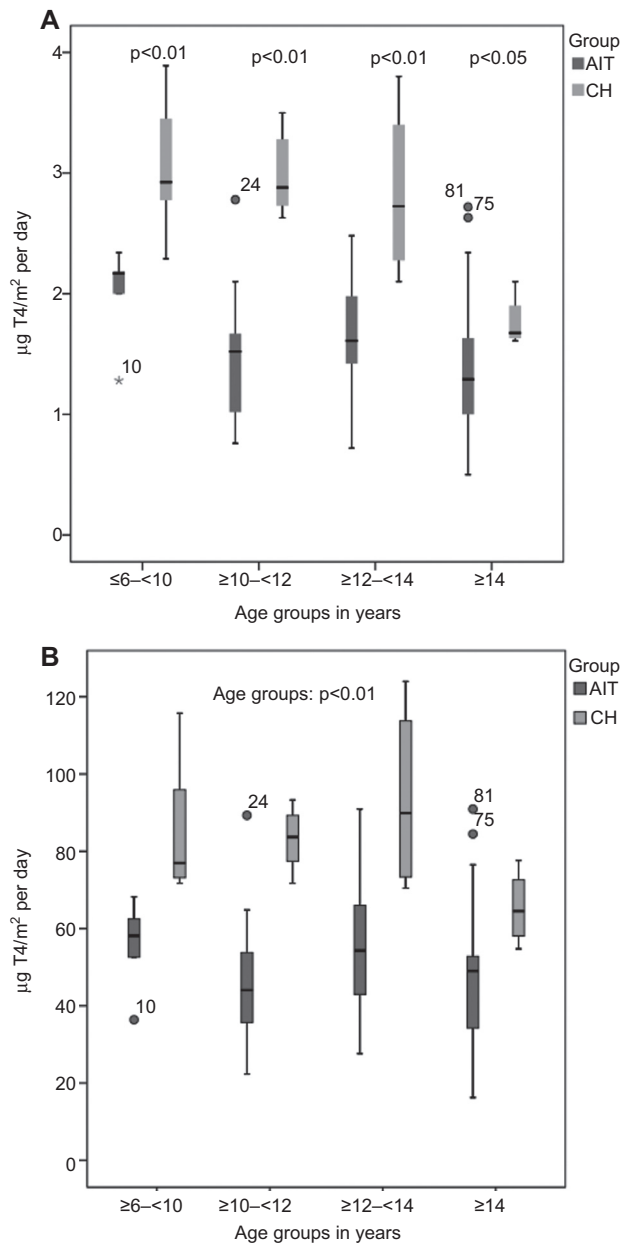 A
Group
AIT
CH
p<0.01 p<0.01 p<0.01 p<0.05
4
3
2
1
0
µg T4/m² per day
10
24
81 75
≤6–<10 ≥10–<12 ≥12–<14 ≥14
Age groups in years
B
Group
AIT
CH
Age groups: p<0.01
120
100
80
60
40
20
0
µg T4/m² per day
10
24
81
75
≥6–<10 ≥10–<12 ≥12–<14 ≥14
Age groups in years